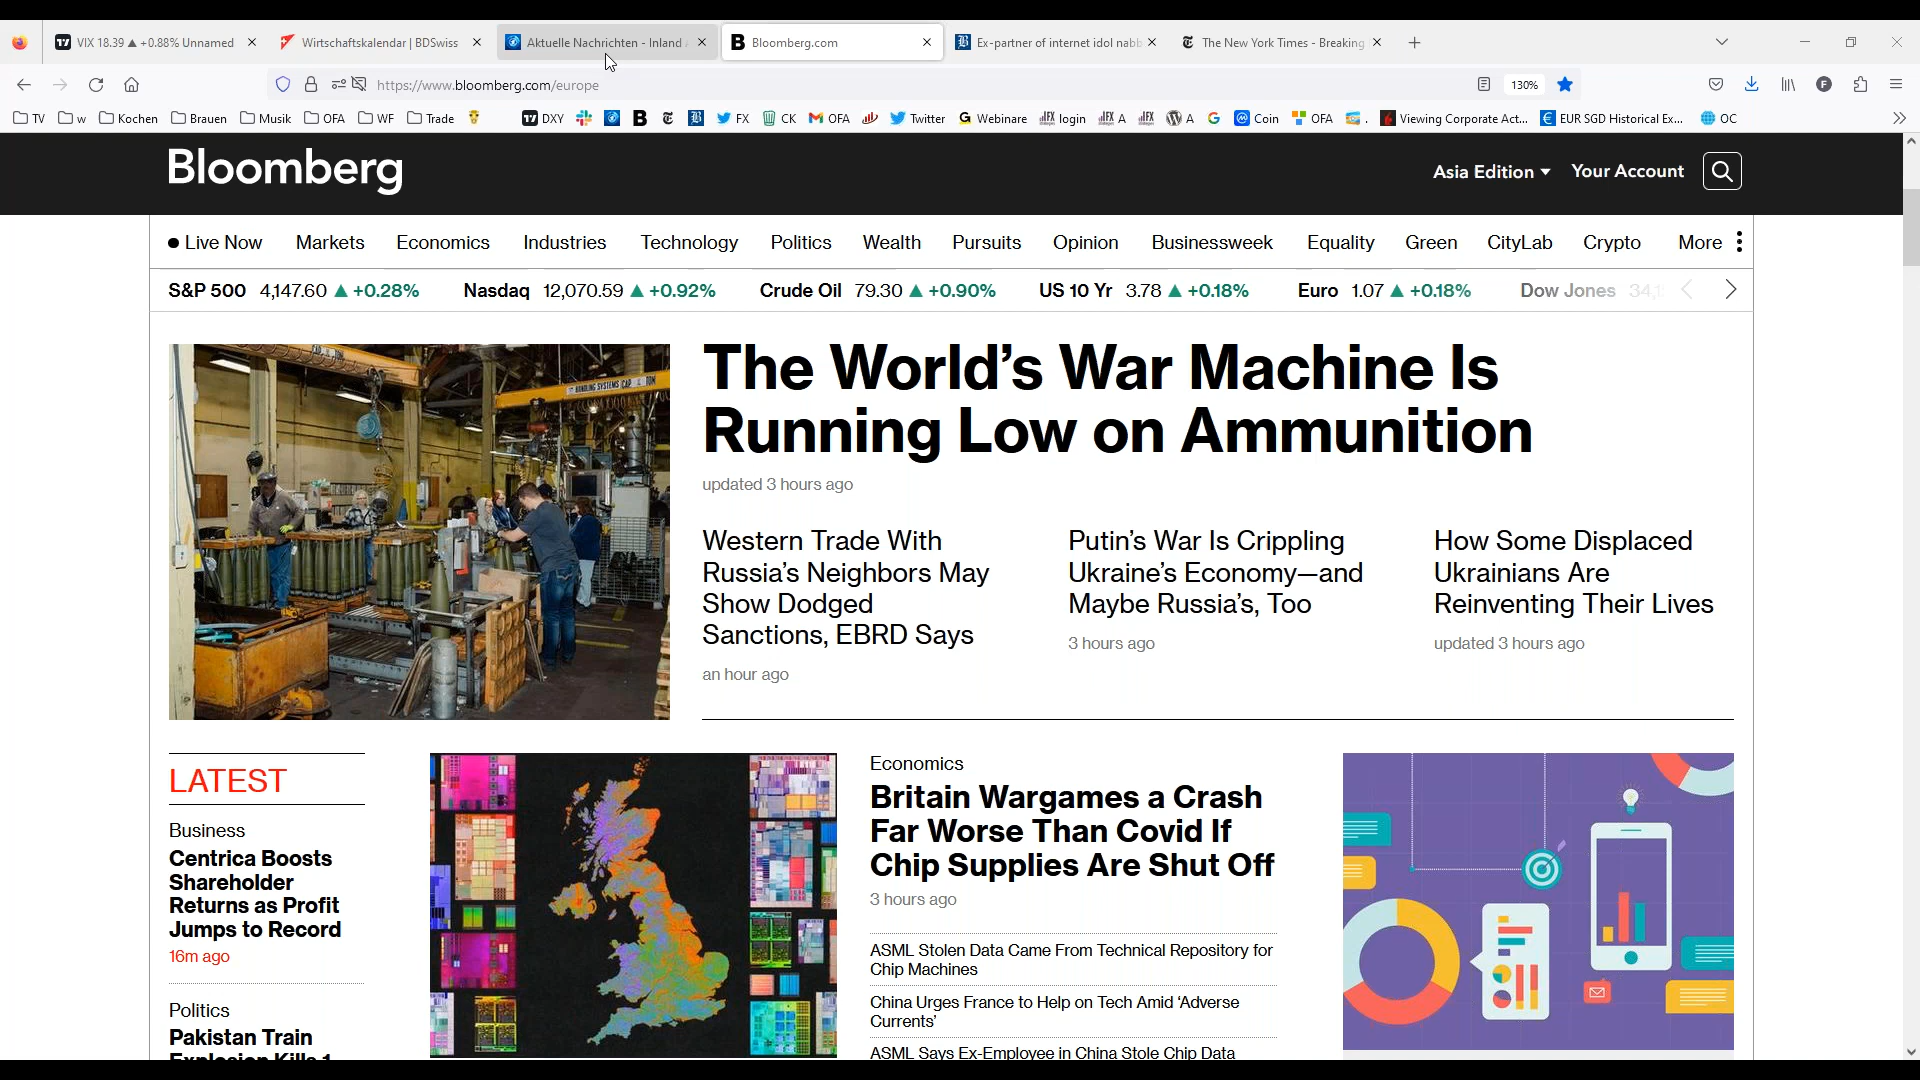 VIX 18.39 ▲ +0.88% Unnamed
Wirtschaftskalendar | BDSwiss
Aktuelle Nachrichten - Inland
Bloomberg.com
Ex-partner of internet idol nabb
The New York Times - Breaking
https://www.bloomberg.com/europe
130%
TV
w
Kochen
Brauen
Musik
OFA
WF
Trade
DXY
FX
CK
OFA
Twitter
Webinare
login
A
A
Coin
OFA
.
Viewing Corporate Act...
EUR SGD Historical Ex...
OC
Bloomberg
Asia Edition
Your Account
Live Now
Markets
Economics
Industries
Technology
Politics
Wealth
Pursuits
Opinion
Businessweek
Equality
Green
CityLab
Crypto
More
S&P 500 4,147.60 ▲ +0.28%
Nasdaq 12,070.59 ▲ +0.92%
Crude Oil 79.30 ▲ +0.90%
US 10 Yr 3.78 ▲ +0.18%
Euro 1.07 ▲ +0.18%
Dow Jones
HANDLING SYSTEMS
The World’s War Machine Is
Running Low on Ammunition
updated 3 hours ago
Western Trade With
Russia’s Neighbors May
Show Dodged
Sanctions, EBRD Says
an hour ago
Putin’s War Is Crippling
Ukraine’s Economy—and
Maybe Russia’s, Too
3 hours ago
How Some Displaced
Ukrainians Are
Reinventing Their Lives
updated 3 hours ago
LATEST
Business
Centrica Boosts
Shareholder
Returns as Profit
Jumps to Record
16m ago
Politics
Pakistan Train
Explosion Kills 1
Economics
Britain Wargames a Crash
Far Worse Than Covid If
Chip Supplies Are Shut Off
3 hours ago
ASML Stolen Data Came From Technical Repository for
Chip Machines
China Urges France to Help on Tech Amid ‘Adverse
Currents’
ASML Says Ex-Employee in China Stole Chip Data